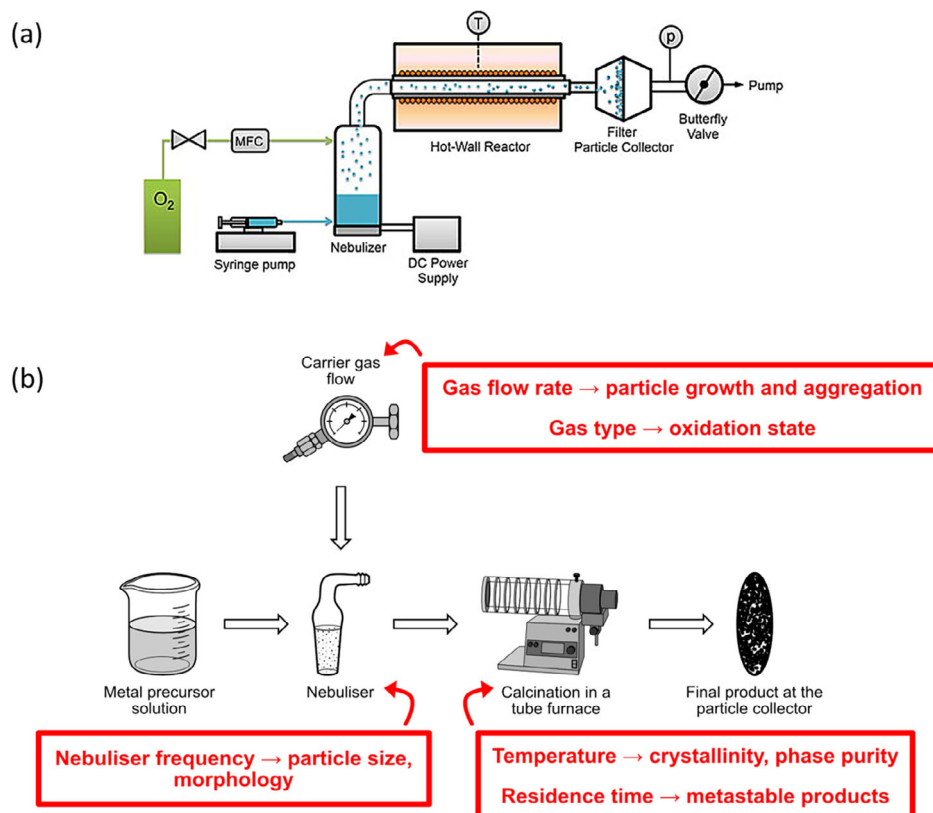 (a)
T
p
Pump
Butterfly
Valve
Filter
Particle Collector
Hot-Wall Reactor
MFC
O₂
Syringe pump
Nebulizer
DC Power
Supply
(b)
Carrier gas
flow
Gas flow rate → particle growth and aggregation
Gas type → oxidation state
Metal precursor
solution
Nebuliser
Calcination in a
tube furnace
Final product at the
particle collector
Nebuliser frequency → particle size,
morphology
Temperature → crystallinity, phase purity
Residence time → metastable products